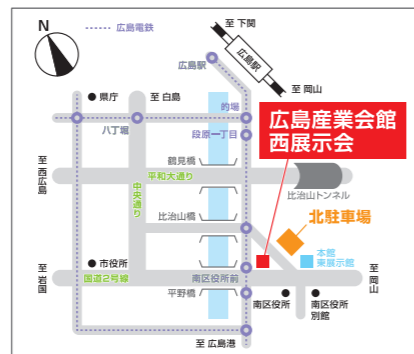 N
広島電鉄
至 下関
広島駅
広島駅
至 岡山
県庁
至 白島
的場
八丁堀
段原一丁目
広島産業会館
西展示会
鶴見橋
至 西広島
平和大通り
比治山トンネル
中央通り
比治山橋
北駐車場
本館
東展示館
市役所
至 岩国
国道2号線
南区役所前
至 岡山
平野橋
南区役所
南区役所
別館
至 広島港